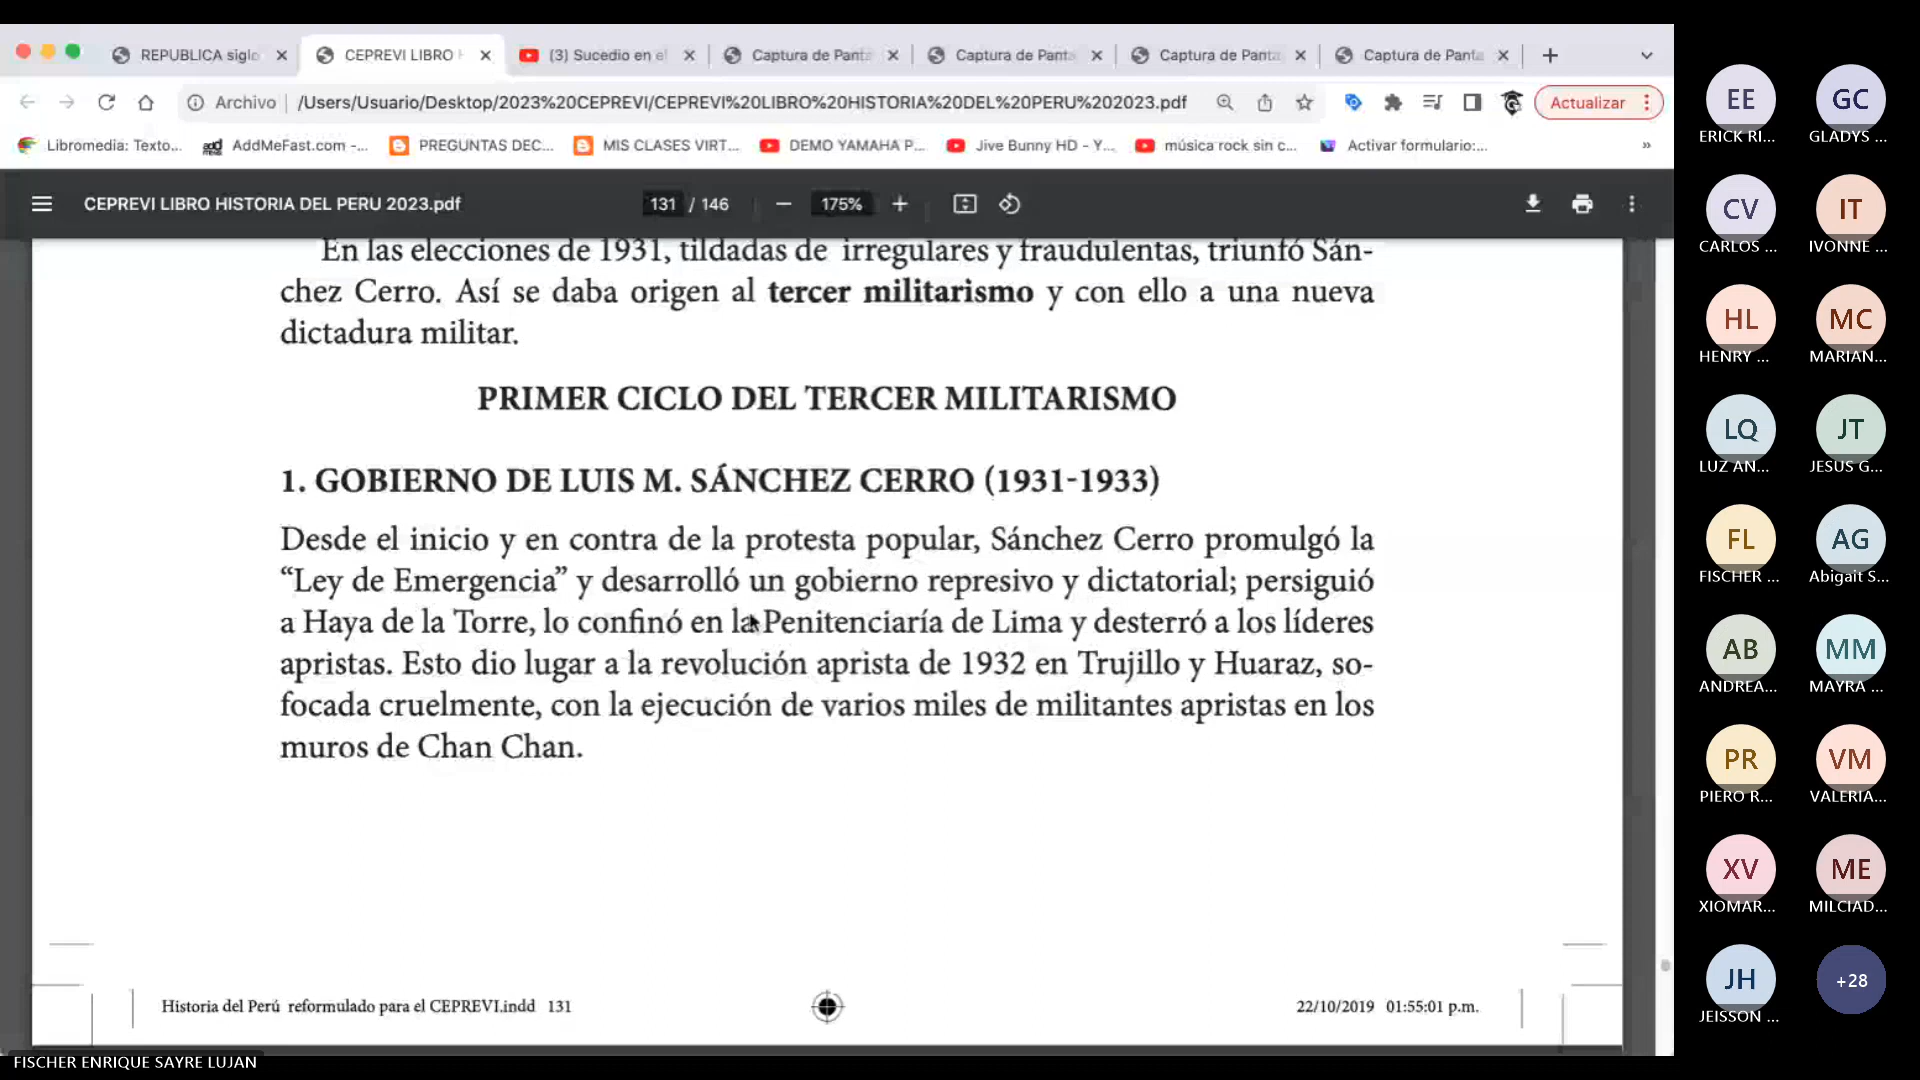 REPUBLICA siglo
CEPREVI LIBRO H
(3) Sucedio en el
Captura de Panta
Captura de Panta
Captura de Panta
Captura de Panta
Archivo
/Users/Usuario/Desktop/2023%20CEPREVI/CEPREVI%20LIBRO%20HISTORIA%20DEL%20PERU%202023.pdf
Actualizar
Libromedia: Texto...
AddMeFast.com -...
PREGUNTAS DEC...
MIS CLASES VIRT...
DEMO YAMAHA P...
Jive Bunny HD - Y...
música rock sin c...
Activar formulario:...
»
CEPREVI LIBRO HISTORIA DEL PERU 2023.pdf
131 / 146
175%
En las elecciones de 1931, tildadas de irregulares y fraudulentas, triunfó Sán-
chez Cerro. Así se daba origen al tercer militarismo y con ello a una nueva
dictadura militar.
PRIMER CICLO DEL TERCER MILITARISMO
1. GOBIERNO DE LUIS M. SÁNCHEZ CERRO (1931-1933)
Desde el inicio y en contra de la protesta popular, Sánchez Cerro promulgó la
“Ley de Emergencia” y desarrolló un gobierno represivo y dictatorial; persiguió
a Haya de la Torre, lo confinó en la Penitenciaría de Lima y desterró a los líderes
apristas. Esto dio lugar a la revolución aprista de 1932 en Trujillo y Huaraz, so-
focada cruelmente, con la ejecución de varios miles de militantes apristas en los
muros de Chan Chan.
Historia del Perú reformulado para el CEPREVI.indd 131
22/10/2019 01:55:01 p.m.
FISCHER ENRIQUE SAYRE LUJAN
EE
ERICK RI...
GC
GLADYS ...
CV
CARLOS ...
IT
IVONNE ...
HL
HENRY ...
MC
MARIAN...
LQ
LUZ AN...
JT
JESUS G...
FL
FISCHER ...
AG
Abigait S...
AB
ANDREA...
MM
MAYRA ...
PR
PIERO R...
VM
VALERIA...
XV
XIOMAR...
ME
MILCIAD...
JH
JEISSON ...
+28